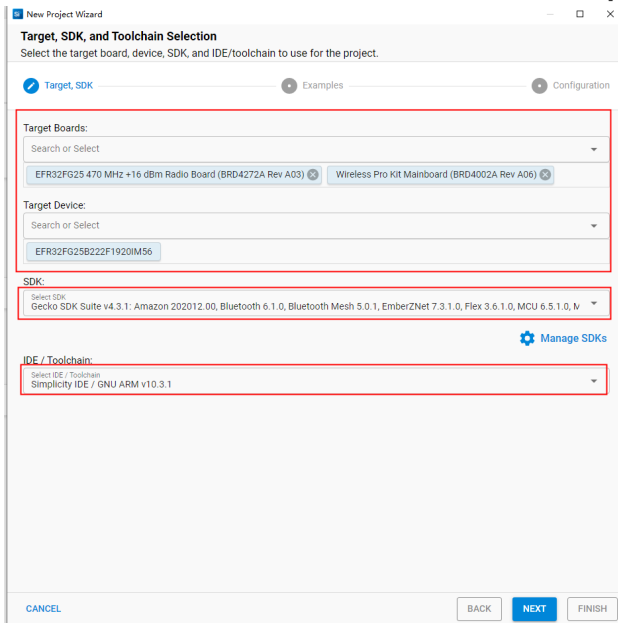 Si New Project Wizard
Target, SDK, and Toolchain Selection
Select the target board, device, SDK, and IDE/toolchain to use for the project.
Target, SDK
Examples
Configuration
Target Boards:
Search or Select
EFR32FG25 470 MHz +16 dBm Radio Board (BRD4272A Rev A03)
Wireless Pro Kit Mainboard (BRD4002A Rev A06)
Target Device:
Search or Select
EFR32FG25B222F1920IM56
SDK:
Select SDK
Gecko SDK Suite v4.3.1: Amazon 202012.00, Bluetooth 6.1.0, Bluetooth Mesh 5.0.1, EmberZNet 7.3.1.0, Flex 3.6.1.0, MCU 6.5.1.0,
Manage SDKs
IDE / Toolchain:
Select IDE / Toolchain
Simplicity IDE / GNU ARM v10.3.1
CANCEL
BACK
NEXT
FINISH